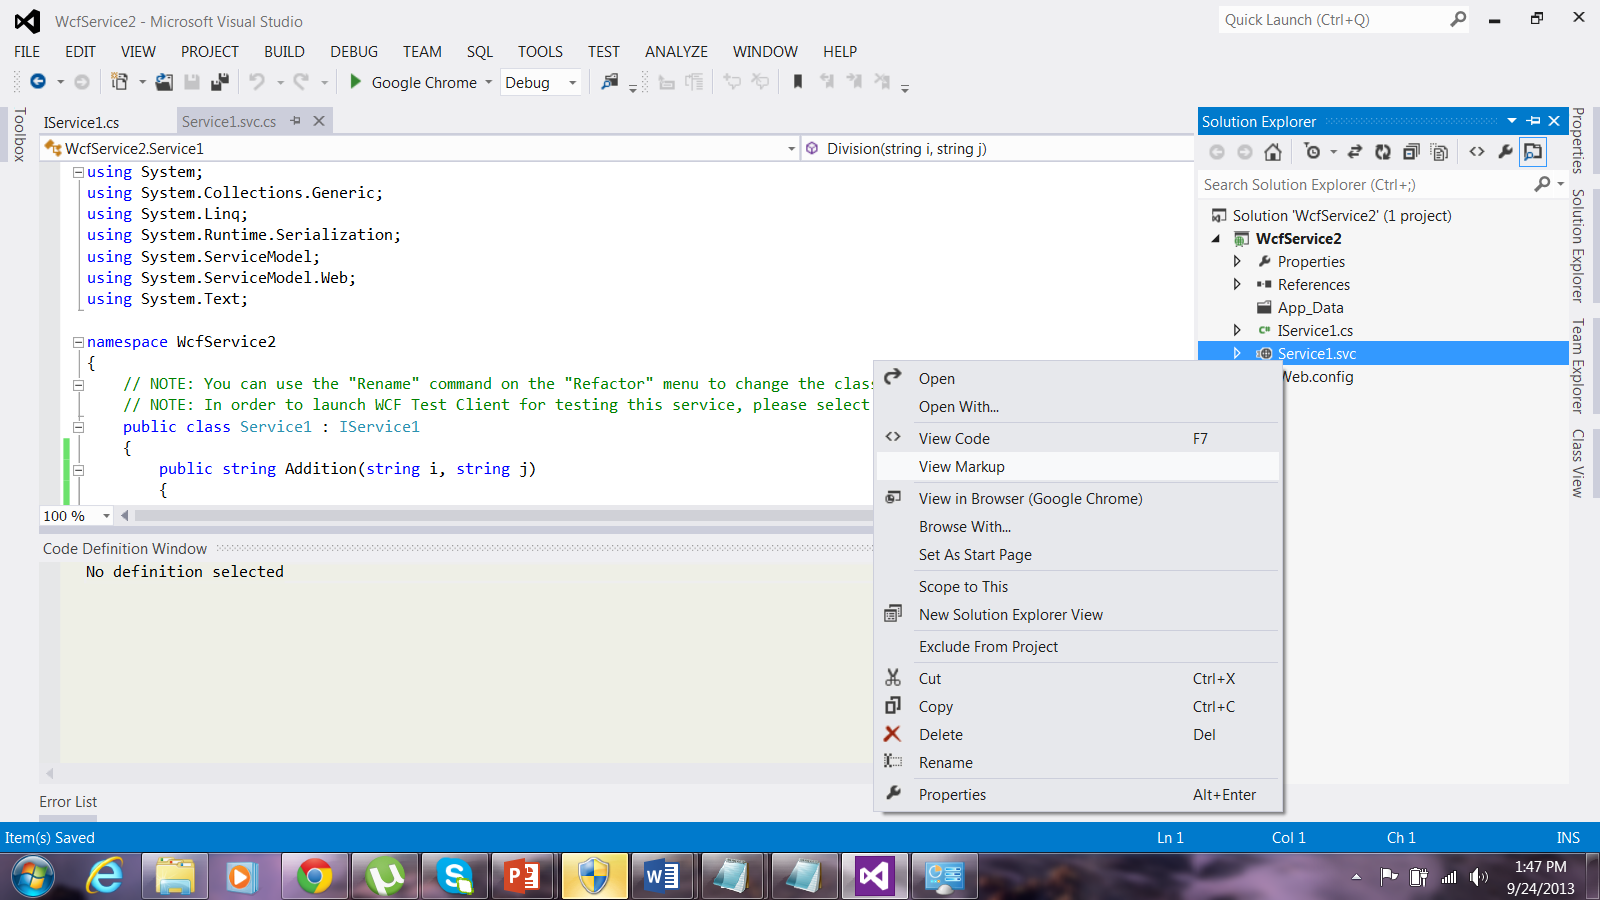 WcfService2 - Microsoft Visual Studio
Quick Launch (Ctrl+Q)
FILE EDIT VIEW PROJECT BUILD DEBUG TEAM SQL TOOLS TEST ANALYZE WINDOW HELP
Google Chrome Debug
Toolbox
IService1.cs Service1.svc.cs
WcfService2.Service1 Division(string i, string j)
using System;
using System.Collections.Generic;
using System.Linq;
using System.Runtime.Serialization;
using System.ServiceModel;
using System.ServiceModel.Web;
using System.Text;
namespace WcfService2
{
// NOTE: You can use the "Rename" command on the "Refactor" menu to change the clas
// NOTE: In order to launch WCF Test Client for testing this service, please select
public class Service1 : IService1
{
public string Addition(string i, string j)
{
100 %
Code Definition Window
No definition selected
Error List
Solution Explorer
Search Solution Explorer (Ctrl+;)
Solution 'WcfService2' (1 project)
WcfService2
Properties
References
App_Data
C# IService1.cs
Service1.svc
Web.config
Properties
Solution Explorer
Team Explorer
Class View
Open
Open With...
View Code F7
View Markup
View in Browser (Google Chrome)
Browse With...
Set As Start Page
Scope to This
New Solution Explorer View
Exclude From Project
Cut Ctrl+X
Copy Ctrl+C
Delete Del
Rename
Properties Alt+Enter
Item(s) Saved Ln 1 Col 1 Ch 1 INS
1:47 PM
9/24/2013